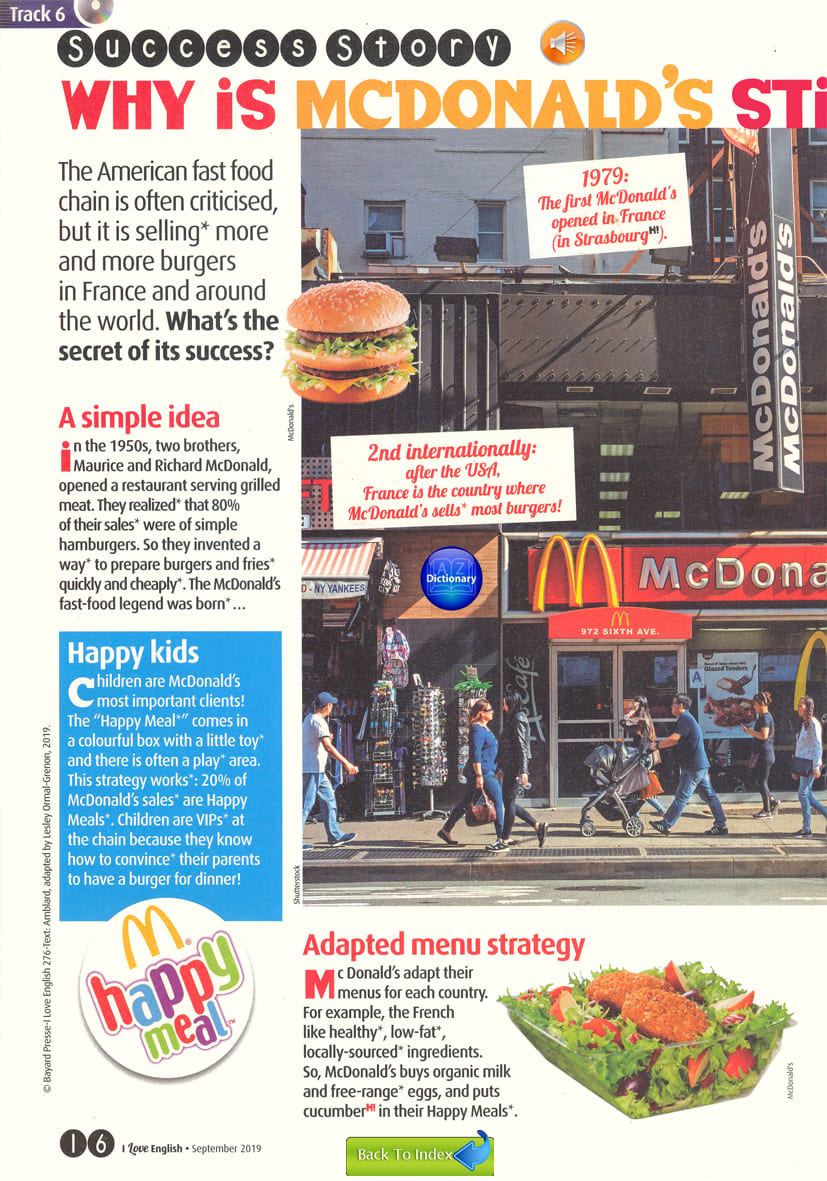 Track 6
Success Story
WHY iS MCDONALD'S STi
The American fast food
chain is often criticised,
but it is selling* more
and more burgers
in France and around
the world. What's the
secret of its success?
1979:
The first McDonald's
opened in France
(in StrasbourgH!).
McDonald's
McDonald's
McDonald's
A simple idea
in the 1950s, two brothers,
Maurice and Richard McDonald,
opened a restaurant serving grilled
meat. They realized* that 80%
of their sales* were of simple
hamburgers. So they invented a
way* to prepare burgers and fries*
quickly and cheaply*. The McDonald's
fast-food legend was born*...
2nd internationally:
after the USA,
France is the country where
McDonald's sells* most burgers!
FT
D - NY YANKEES
A Z
Dictionary
McDona
972 SIXTH AVE.
Café
A
Glazed Tenders
Happy kids
Children are McDonald's
most important clients!
The "Happy Meal*" comes in
a colourful box with a little toy*
and there is often a play* area.
This strategy works*: 20% of
McDonald's sales* are Happy
Meals*. Children are VIPs* at
the chain because they know
how to convince* their parents
to have a burger for dinner!
Shutterstock
© Bayard Presse-I Love English 276-Text: Amblard, adapted by Lesley Ormal-Grenon, 2019.
happy
meal™
Adapted menu strategy
Mc Donald's adapt their
menus for each country.
For example, the French
like healthy*, low-fat*,
locally-sourced* ingredients.
So, McDonald's buys organic milk
and free-range* eggs, and puts
cucumberH! in their Happy Meals*.
McDonald's
16 I Love English • September 2019
Back To Index